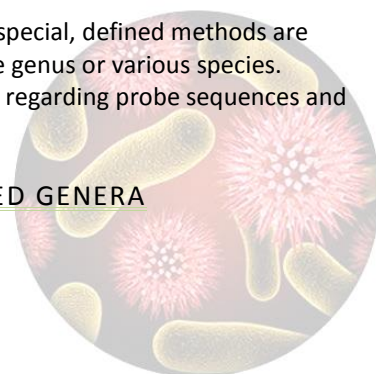 special, defined methods are
e genus or various species.
regarding probe sequences and
ED GENERA